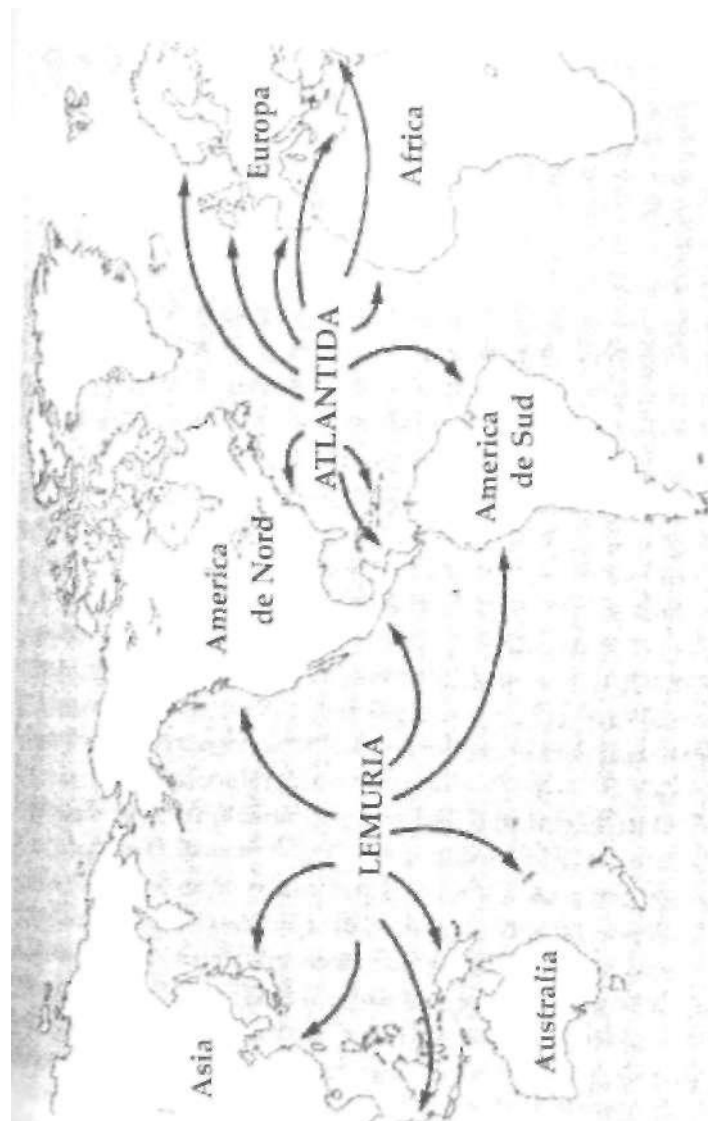 Europa
Africa
ATLANTIDA
America
de Nord
America
de Sud
LEMURIA
Asia
Australia